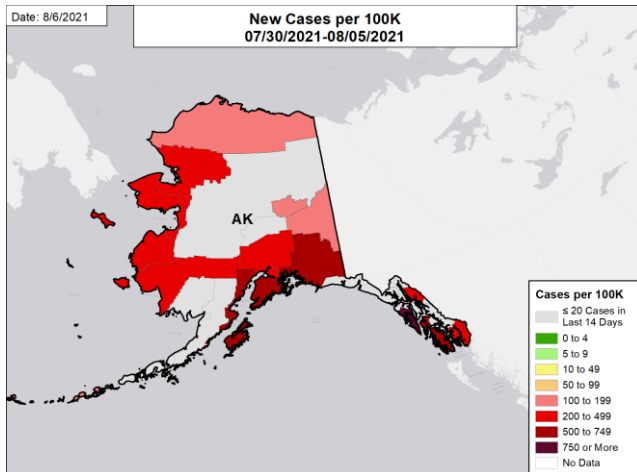 Date: 8/6/2021
New Cases per 100K
07/30/2021-08/05/2021
AK
Cases per 100K
≤ 20 Cases in
Last 14 Days
0 to 4
5 to 9
10 to 49
50 to 99
100 to 199
200 to 499
500 to 749
750 or More
No Data